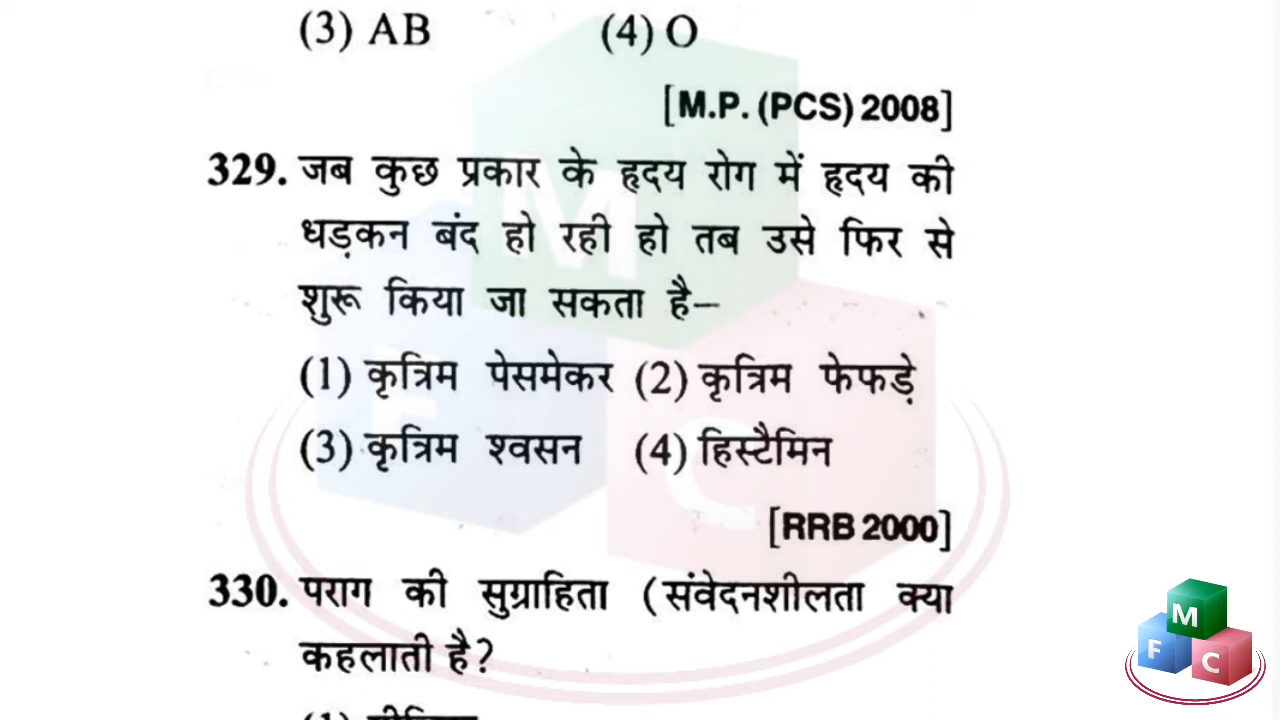 (3) AB (4) O
[M.P. (PCS) 2008]
329. जब कुछ प्रकार के हृदय रोग में हृदय की
धड़कन बंद हो रही हो तब उसे फिर से
शुरू किया जा सकता है–
(1) कृत्रिम पेसमेकर (2) कृत्रिम फेफड़े
(3) कृत्रिम श्वसन (4) हिस्टैमिन
[RRB 2000]
330. पराग की सुग्राहिता (संवेदनशीलता क्या
कहलाती है?
(1)
M
F
C